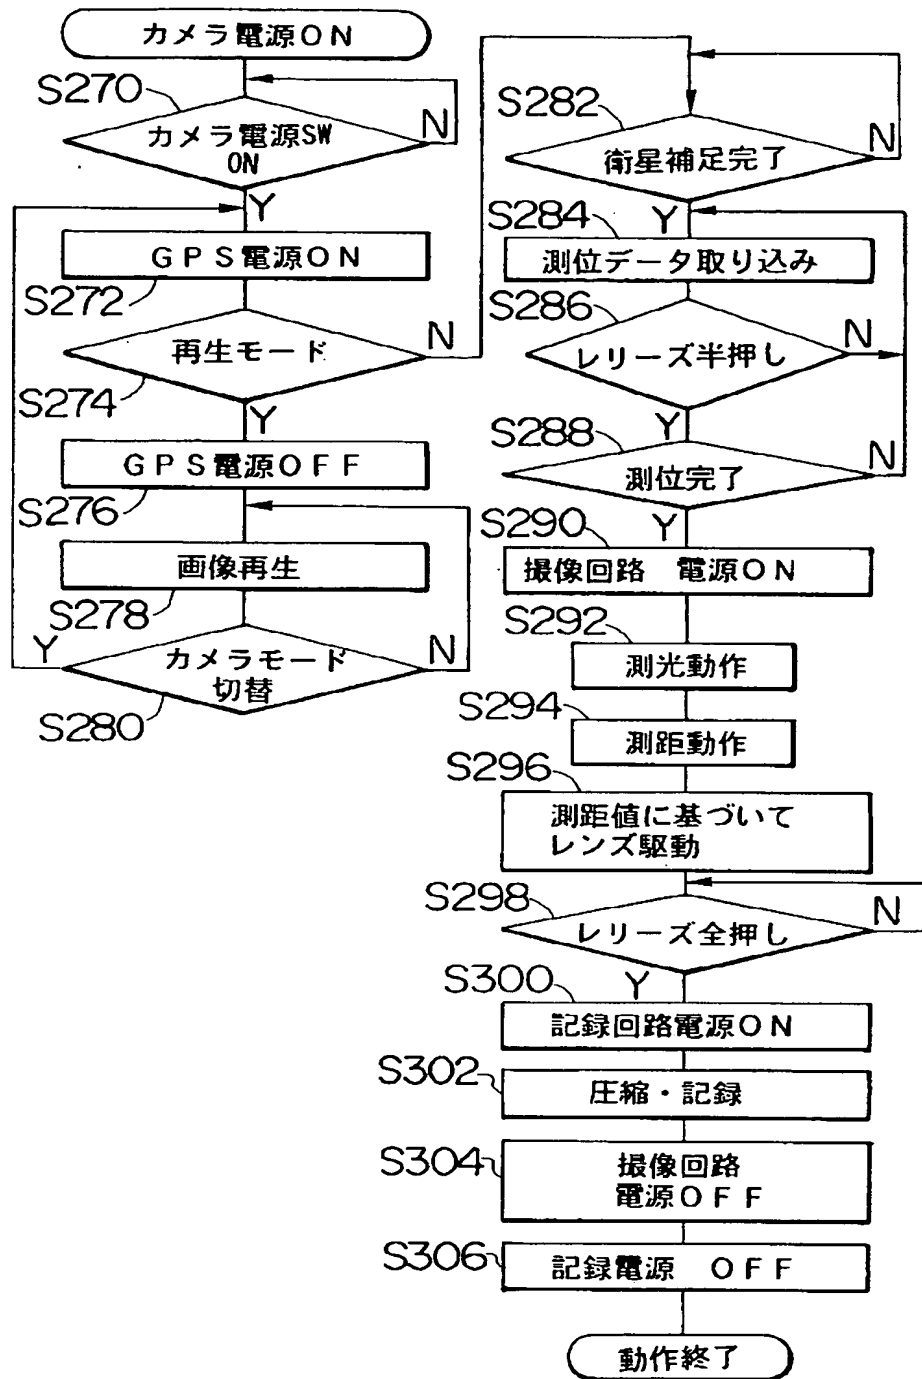 カメラ電源ON
S270
カメラ電源SW
ON
N
Y
GPS電源ON
S272
再生モード
N
S274
Y
GPS電源OFF
S276
画像再生
S278
カメラモード
切替
Y
N
S280
S282
衛星補足完了
N
Y
S284
測位データ取り込み
S286
レリーズ半押し
N
Y
S288
測位完了
N
Y
S290
撮像回路 電源ON
S292
測光動作
S294
測距動作
S296
測距値に基づいて
レンズ駆動
S298
レリーズ全押し
N
Y
S300
記録回路電源ON
S302
圧縮・記録
S304
撮像回路
電源OFF
S306
記録電源 OFF
動作終了